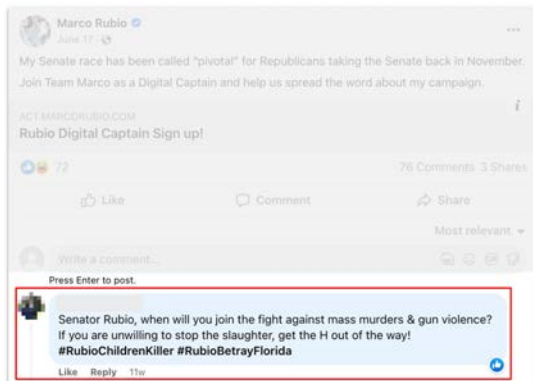 Marco Rubio
June 17
My Senate race has been called "pivotal" for Republicans taking the Senate back in November.
Join Team Marco as a Digital Captain and help us spread the word about my campaign.
ACT.MARCORUBIO.COM
Rubio Digital Captain Sign up!
72
76 Comments 3 Shares
Like Comment Share
Most relevant
Write a comment...
Press Enter to post.
Senator Rubio, when will you join the fight against mass murders & gun violence?
If you are unwilling to stop the slaughter, get the H out of the way!
#RubioChildrenKiller #RubioBetrayFlorida
Like Reply 11w